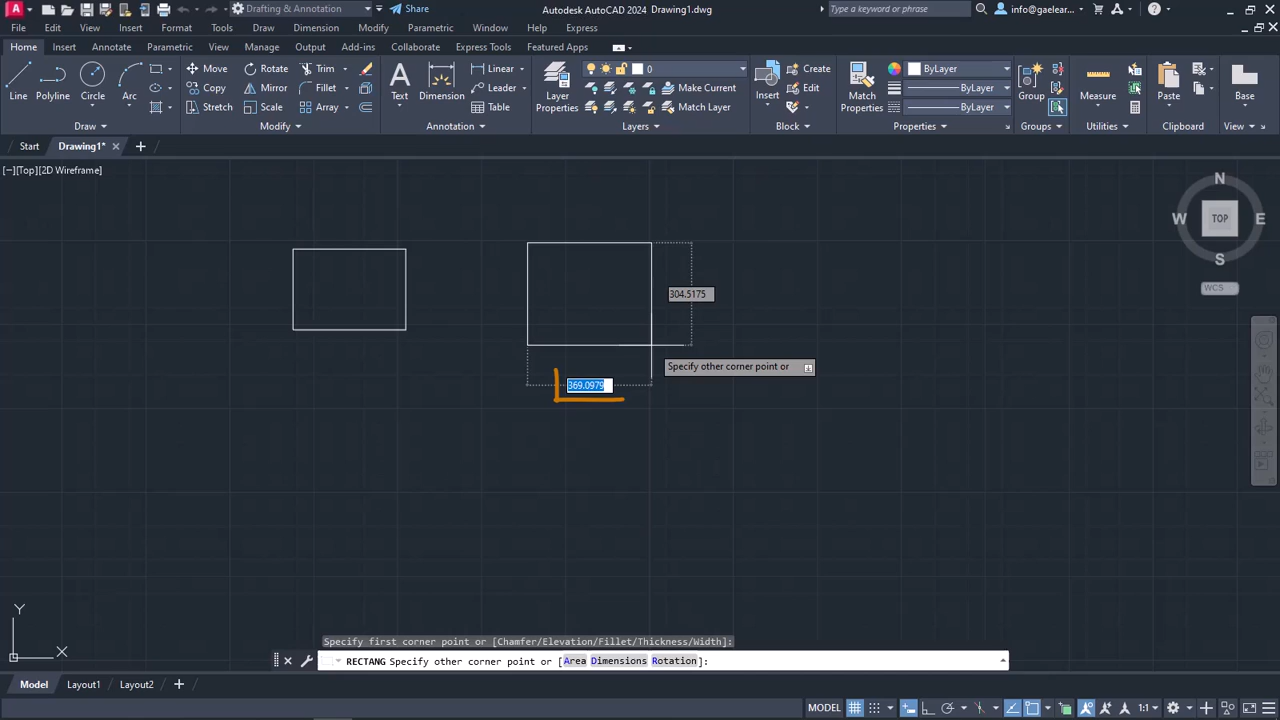 A CAD Drafting & Annotation Share Autodesk AutoCAD 2024 Drawing1.dwg Type a keyword or phrase info@gaelear... ?
File Edit View Insert Format Tools Draw Dimension Modify Parametric Window Help Express
Home Insert Annotate Parametric View Manage Output Add-ins Collaborate Express Tools Featured Apps
Line Polyline Circle Arc
Move Rotate Trim
Copy Mirror Fillet
Stretch Scale Array
Text Dimension
Linear
Leader
Table
Layer Properties
0
Make Current
Match Layer
Insert
Create
Edit
Match Properties
ByLayer
ByLayer
ByLayer
Group
Measure
Paste
Base
Draw Modify Annotation Layers Block Properties Groups Utilities Clipboard View
Start Drawing1*
[−][Top][2D Wireframe]
N
W TOP E
S
WCS
304.5175
Specify other corner point or
369.0979
Y
X
Specify first corner point or [Chamfer/Elevation/Fillet/Thickness/Width]:
RECTANG Specify other corner point or [Area Dimensions Rotation]:
Model Layout1 Layout2
MODEL 1:1